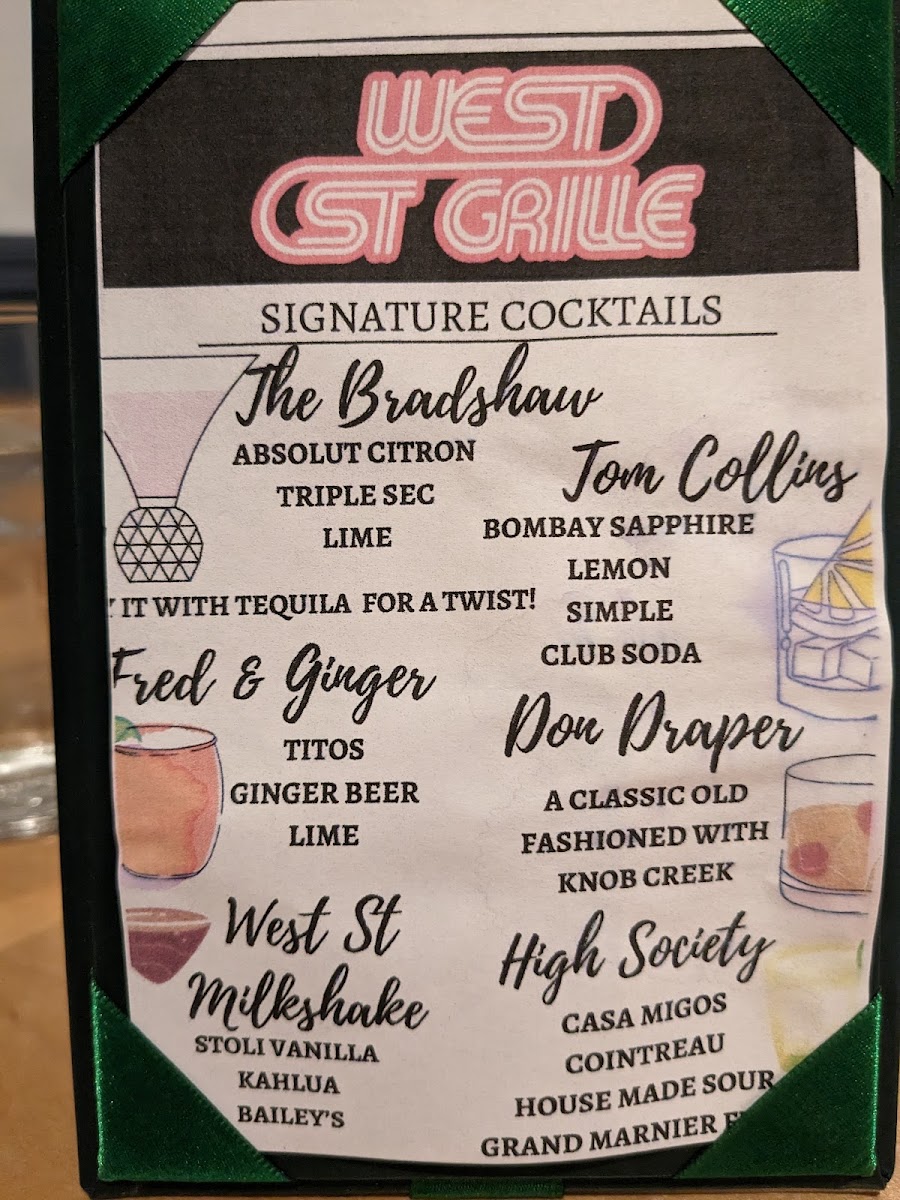 WEST
ST GRILLE
SIGNATURE COCKTAILS
The Bradshaw
ABSOLUT CITRON
TRIPLE SEC
LIME
IT WITH TEQUILA FOR A TWIST!
Tom Collins
BOMBAY SAPPHIRE
LEMON
SIMPLE
CLUB SODA
Fred & Ginger
TITOS
GINGER BEER
LIME
Don Draper
A CLASSIC OLD
FASHIONED WITH
KNOB CREEK
West St
Milkshake
STOLI VANILLA
KAHLUA
BAILEY'S
High Society
CASA MIGOS
COINTREAU
HOUSE MADE SOUR
GRAND MARNIER